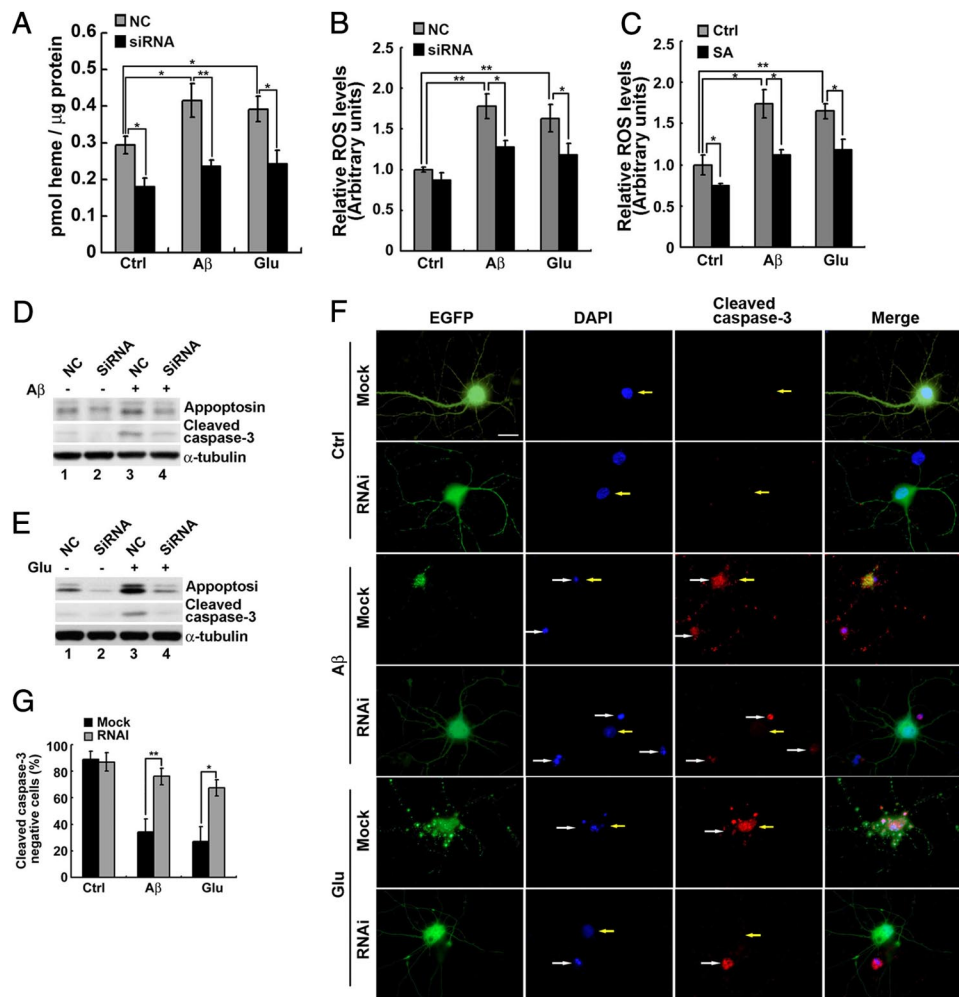 A
NC
siRNA
pmol heme / μg protein
0.6
0.5
0.4
0.3
0.2
0.1
0
*
*
**
*
*
Ctrl
Aβ
Glu
B
NC
siRNA
Relative ROS levels
(Arbitrary units)
2.5
2.0
1.5
1.0
0.5
0
**
**
*
*
Ctrl
Aβ
Glu
C
Ctrl
SA
Relative ROS levels
(Arbitrary units)
2.5
2.0
1.5
1.0
0.5
0
**
*
*
*
*
Ctrl
Aβ
Glu
D
NC SiRNA NC SiRNA
Aβ - - + +
Appoptosin
Cleaved
caspase-3
α-tubulin
1 2 3 4
E
NC SiRNA NC SiRNA
Glu - - + +
Appoptosi
Cleaved
caspase-3
α-tubulin
1 2 3 4
G
Mock
RNAI
Cleaved caspase-3
negative cells (%)
100
80
60
40
20
0
**
*
Ctrl
Aβ
Glu
F
EGFP
DAPI
Cleaved
caspase-3
Merge
Ctrl
Mock
RNAi
Aβ
Mock
RNAi
Glu
Mock
RNAi